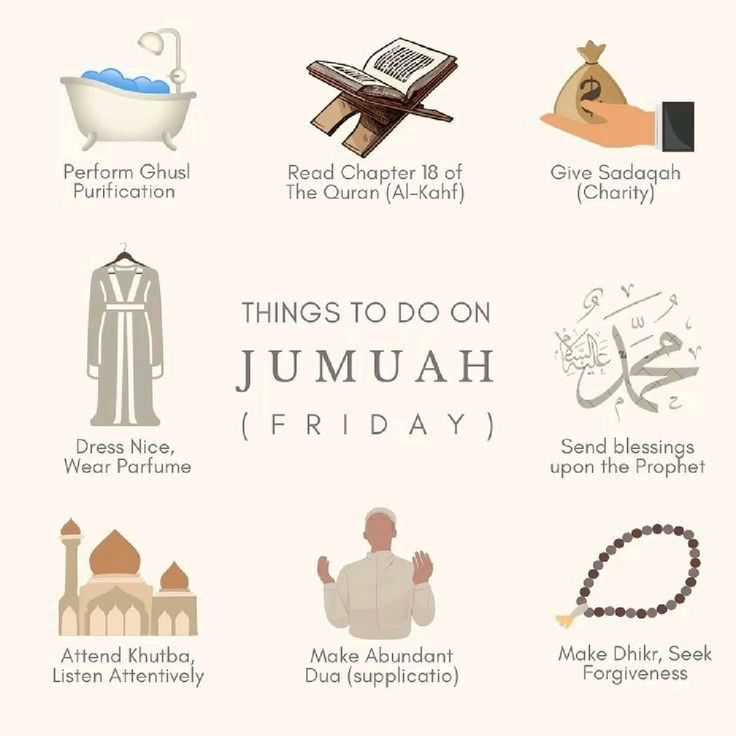 Perform Ghusl
Purification
Read Chapter 18 of
The Quran (Al-Kahf)
Give Sadaqah
(Charity)
THINGS TO DO ON
JUMUAH
(FRIDAY)
Dress Nice,
Wear Parfume
محمد
عليه السلام
Send blessings
upon the Prophet
Attend Khutba,
Listen Attentively
Make Abundant
Dua (supplicatio)
Make Dhikr, Seek
Forgiveness